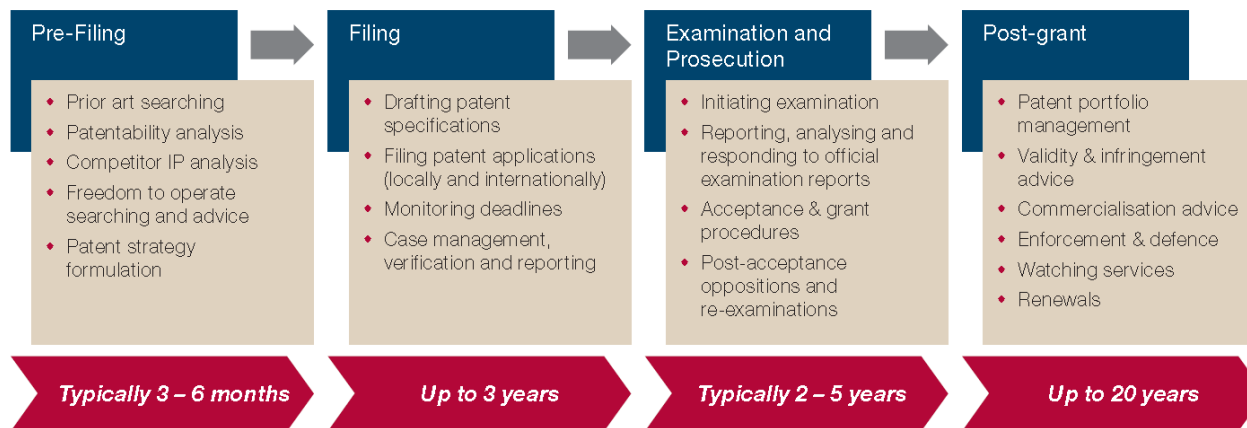 Pre-Filing
Prior art searching
Patentability analysis
Competitor IP analysis
Freedom to operate
searching and advice
Patent strategy
formulation
Typically 3 – 6 months
Filing
Drafting patent
specifications
Filing patent applications
(locally and internationally)
Monitoring deadlines
Case management,
verification and reporting
Up to 3 years
Examination and
Prosecution
Initiating examination
Reporting, analysing and
responding to official
examination reports
Acceptance & grant
procedures
Post-acceptance
oppositions and
re-examinations
Typically 2 – 5 years
Post-grant
Patent portfolio
management
Validity & infringement
advice
Commercialisation advice
Enforcement & defence
Watching services
Renewals
Up to 20 years